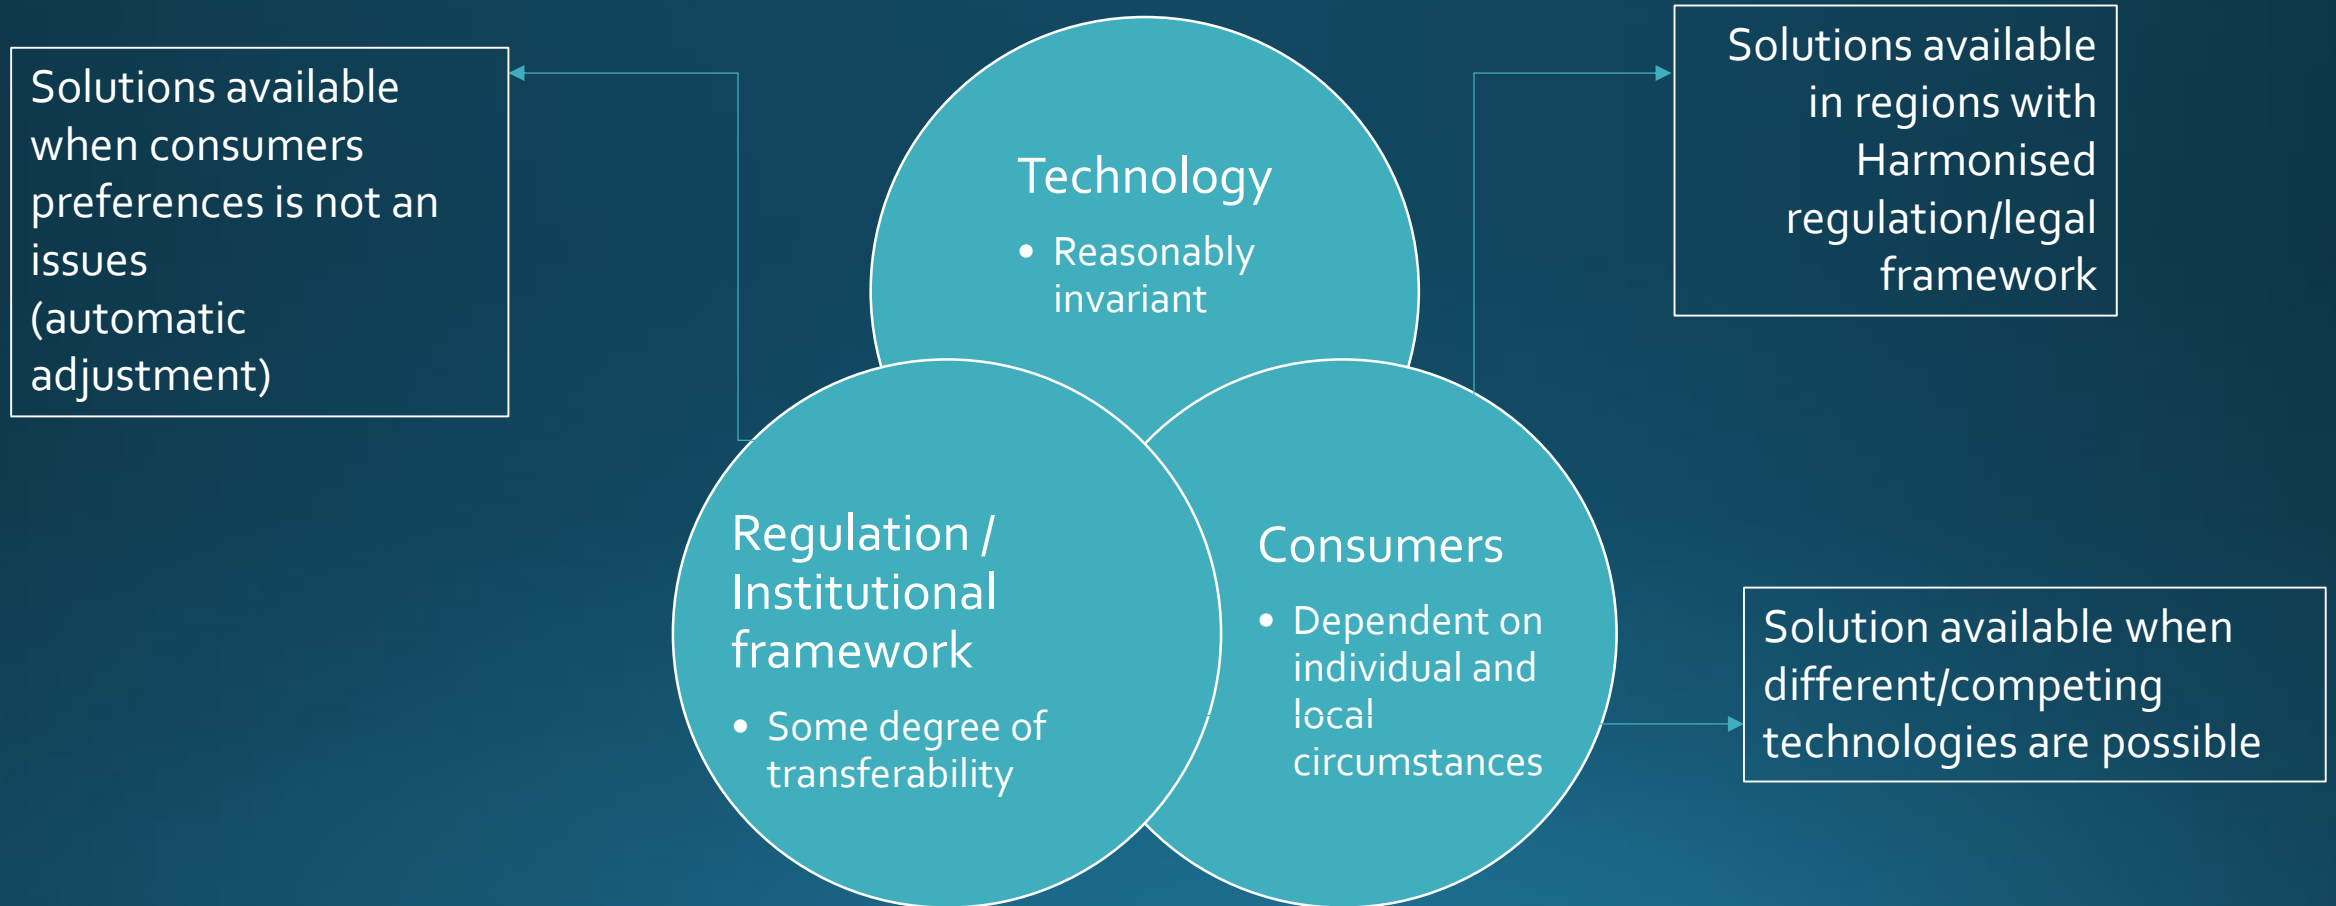 Solutions available
when consumers
preferences is not an
issues
(automatic
adjustment)
Technology
• Reasonably
invariant
Solutions available
in regions with
Harmonised
regulation/legal
framework
Regulation /
Institutional
framework
• Some degree of
transferability
Consumers
• Dependent on
individual and
local
circumstances
Solution available when
different/competing
technologies are possible